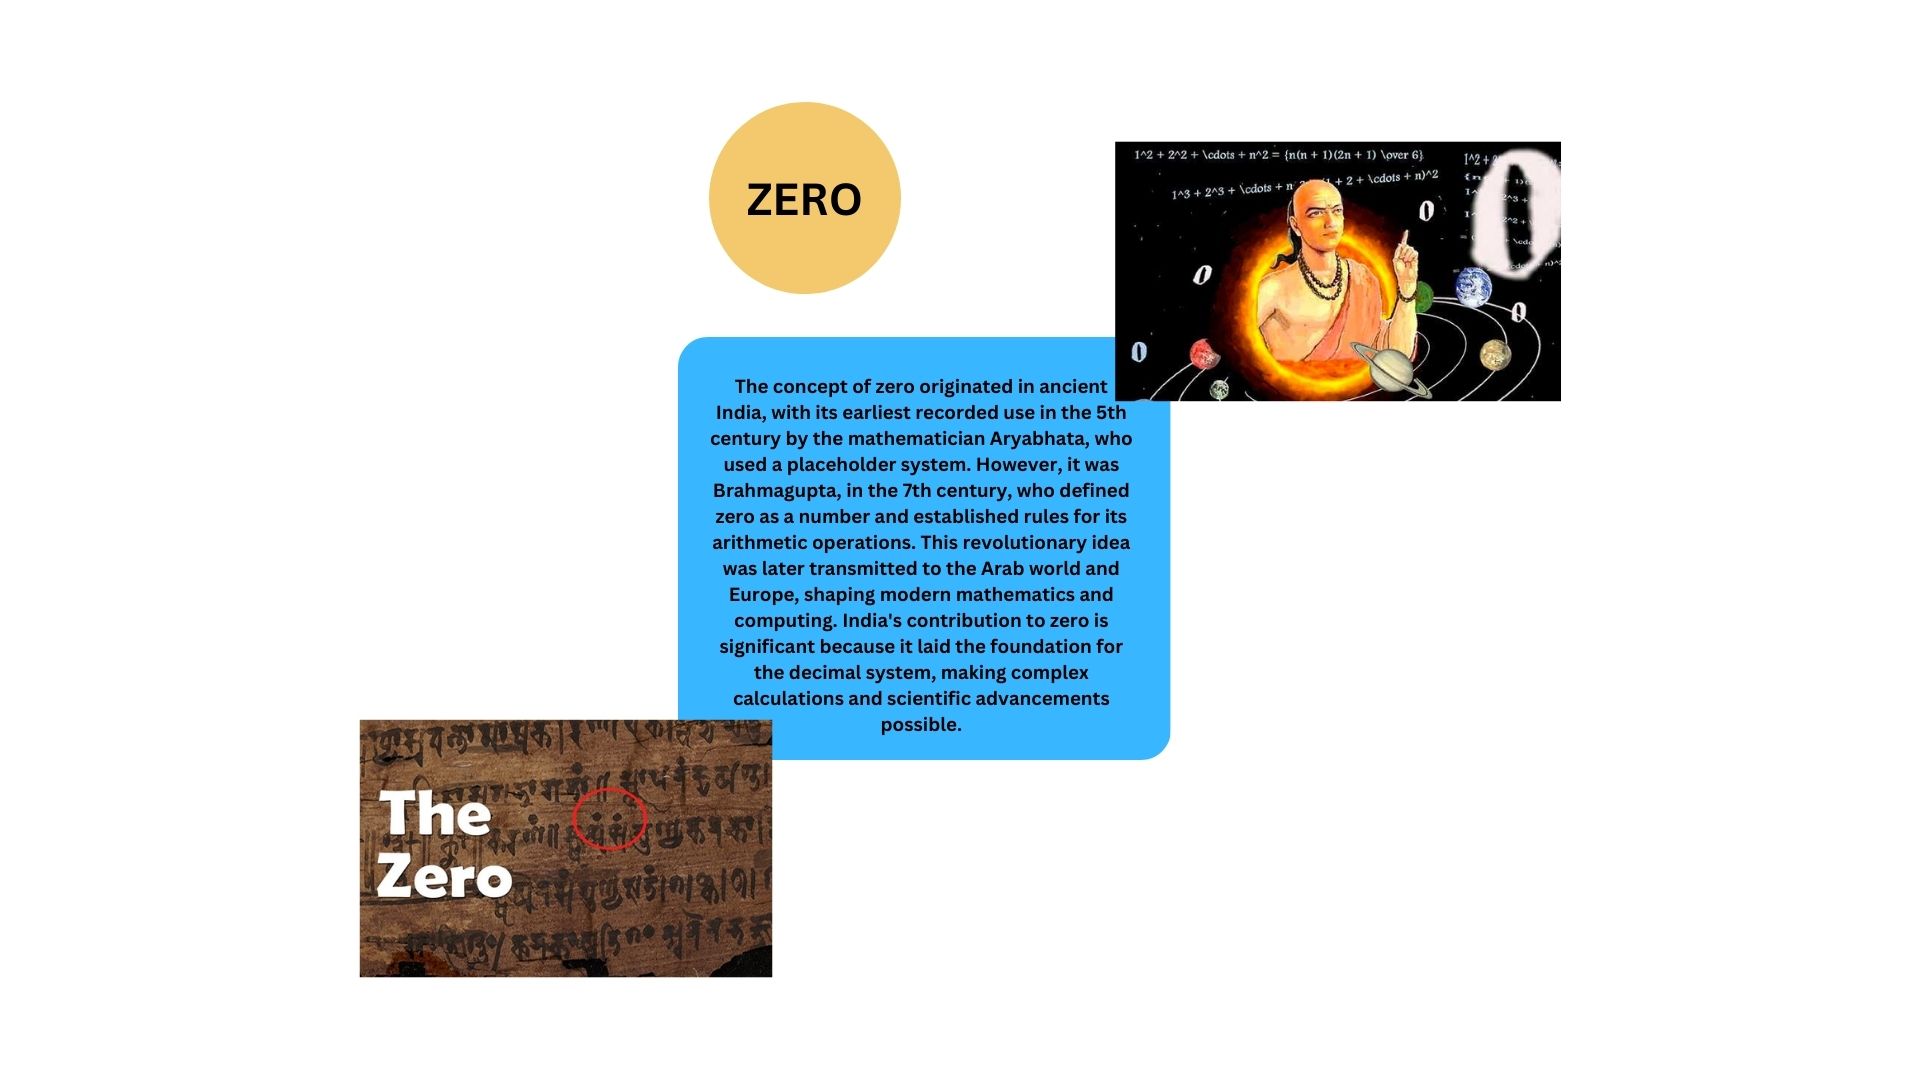 ZERO
1^2 + 2^2 + \cdots + n^2 = {n(n + 1)(2n + 1) \over 6}
1^3 + 2^3 + \cdots + n + 2 + \cdots + n)^2
0
0
0
0
0
The concept of zero originated in ancient
India, with its earliest recorded use in the 5th
century by the mathematician Aryabhata, who
used a placeholder system. However, it was
Brahmagupta, in the 7th century, who defined
zero as a number and established rules for its
arithmetic operations. This revolutionary idea
was later transmitted to the Arab world and
Europe, shaping modern mathematics and
computing. India's contribution to zero is
significant because it laid the foundation for
the decimal system, making complex
calculations and scientific advancements
possible.
The
Zero